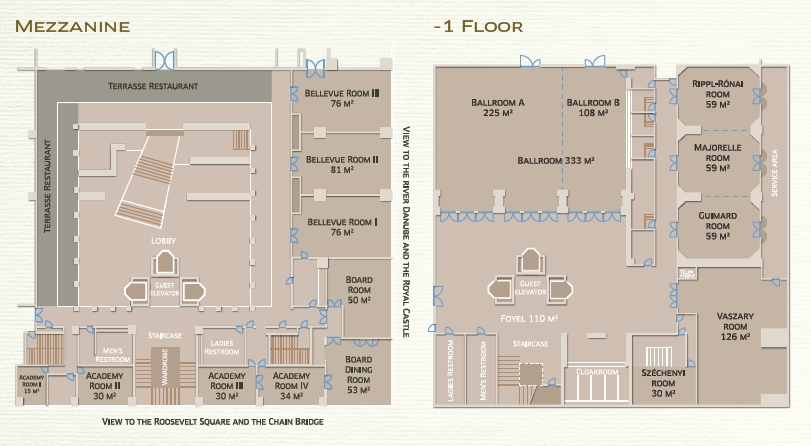 MEZZANINE
-1 FLOOR
TERRASSE RESTAURANT
TERRASSE RESTAURANT
BELLEVUE ROOM III
76 M²
BELLEVUE ROOM II
81 M²
BELLEVUE ROOM I
76 M²
VIEW TO THE RIVER DANUBE AND THE ROYAL CASTLE
LOBBY
GUEST
ELEVATOR
BOARD
ROOM
50 M²
STAIRCASE
MEN'S
RESTROOM
LADIES
RESTROOM
WARDROBE
ACADEMY
ROOM I
15 M²
ACADEMY
ROOM II
30 M²
ACADEMY
ROOM III
30 M²
ACADEMY
ROOM IV
34 M²
BOARD
DINING
ROOM
53 M²
VIEW TO THE ROOSEVELT SQUARE AND THE CHAIN BRIDGE
BALLROOM A
225 M²
BALLROOM B
108 M²
BALLROOM 333 M²
RIPPL-RÓNAI
ROOM
59 M²
MAJORELLE
ROOM
59 M²
GUIMARD
ROOM
59 M²
SERVICE AREA
GUEST
ELEVATOR
FOYEL 110 M²
VASZARY
ROOM
126 M²
LADIES RESTROOM
MEN'S RESTROOM
STAIRCASE
CLOAKROOM
SZÉCHENYI
ROOM
30 M²